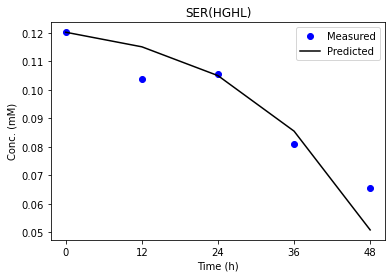 SER(HGHL)
Measured
Predicted
0.12
0.11
0.10
0.09
0.08
0.07
0.06
0.05
Conc. (mM)
0 12 24 36 48
Time (h)